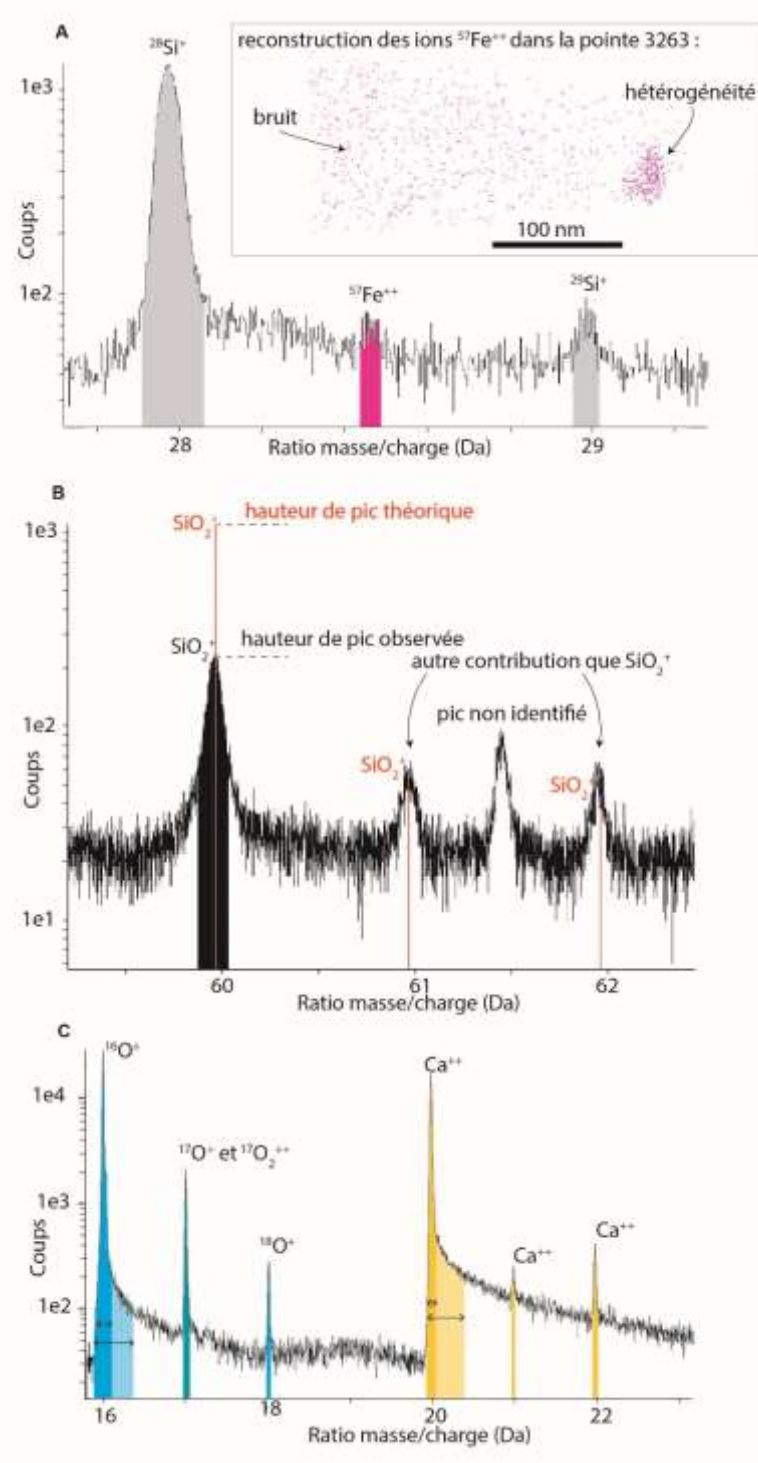 A
²⁸Si⁺
reconstruction des ions ⁵⁷Fe⁺⁺ dans la pointe 3263 :
hétérogénéité
bruit
100 nm
1e3
Coups
1e2
⁵⁷Fe⁺⁺
²⁹Si⁺
28
Ratio masse/charge (Da)
29
B
SiO₂⁺
hauteur de pic théorique
1e3
SiO₂⁺
hauteur de pic observée
autre contribution que SiO₂⁺
pic non identifié
1e2
SiO₂⁺
SiO₂⁺
Coups
1e1
60
61
62
Ratio masse/charge (Da)
C
¹⁶O⁺
Ca⁺⁺
1e4
¹⁷O⁺ et ¹⁷O₂⁺⁺
1e3
Coups
¹⁸O⁺
Ca⁺⁺
Ca⁺⁺
1e2
16
18
20
22
Ratio masse/charge (Da)